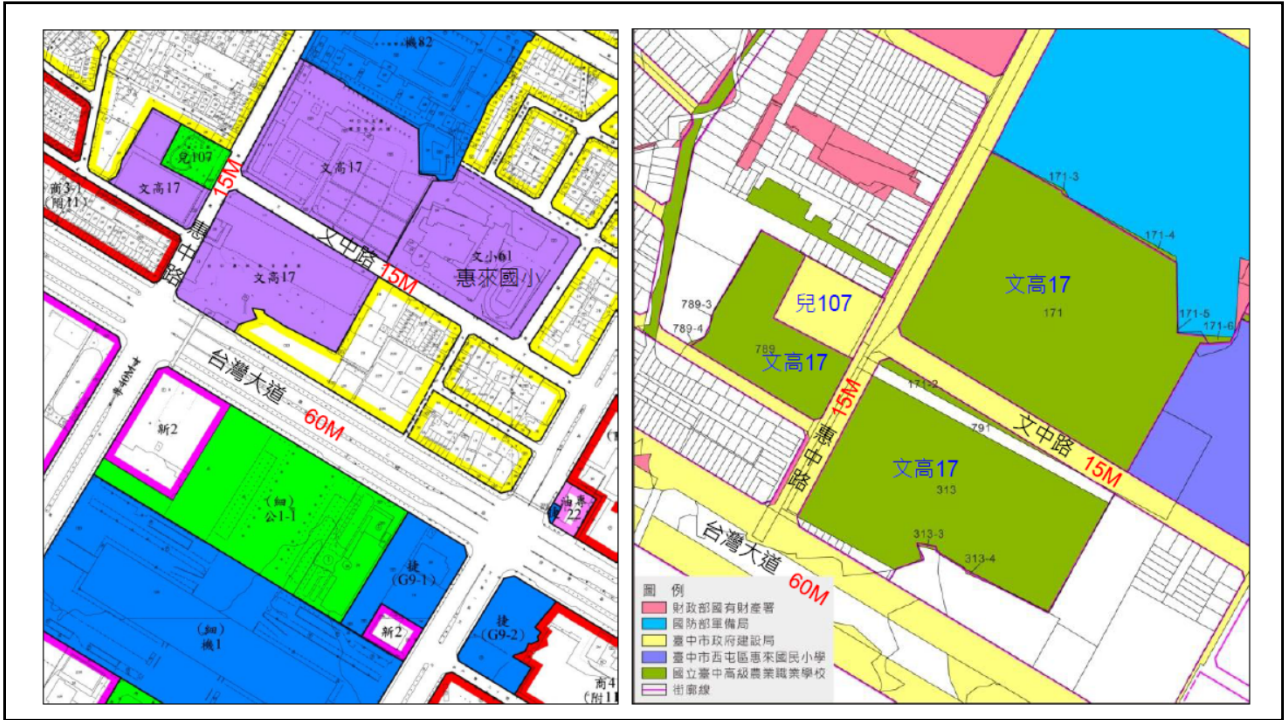 機82
兒107
文高17
商3-1
(附11)
15M
文高17
惠中路
文中路
15M
文高17
文小61
惠來國小
台灣大道
60M
新2
(細)
公1-1
油專
22
捷
(G9-1)
新2
(細)
機1
捷
(G9-2)
商4
(附11
171-3
171-4
171-5
171-6
文高17
171
兒107
789-3
789-4
789
文高17
15M
惠中路
171-2
791
文中路
15M
文高17
313
313-3
313-4
台灣大道
60M
圖 例
財政部國有財產署
國防部軍備局
臺中市政府建設局
臺中市西屯區惠來國民小學
國立臺中高級農業職業學校
街廓線